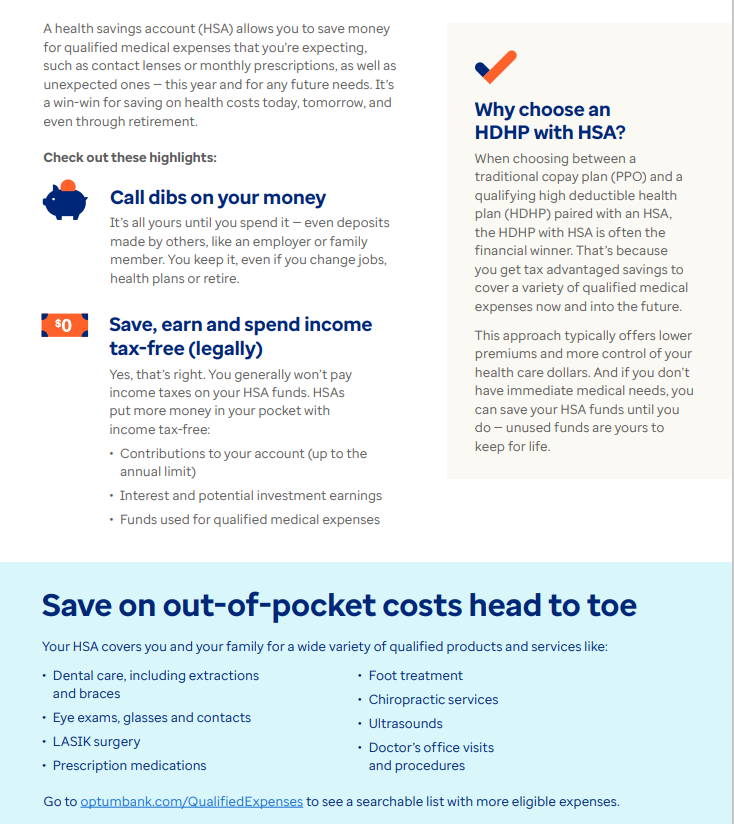 A health savings account (HSA) allows you to save money
for qualified medical expenses that you're expecting,
such as contact lenses or monthly prescriptions, as well as
unexpected ones – this year and for any future needs. It's
a win-win for saving on health costs today, tomorrow, and
even through retirement.
Check out these highlights:
Call dibs on your money
It's all yours until you spend it – even deposits
made by others, like an employer or family
member. You keep it, even if you change jobs,
health plans or retire.
$0
Save, earn and spend income
tax-free (legally)
Yes, that's right. You generally won't pay
income taxes on your HSA funds. HSAs
put more money in your pocket with
income tax-free:
• Contributions to your account (up to the
annual limit)
• Interest and potential investment earnings
• Funds used for qualified medical expenses
Why choose an
HDHP with HSA?
When choosing between a
traditional copay plan (PPO) and a
qualifying high deductible health
plan (HDHP) paired with an HSA,
the HDHP with HSA is often the
financial winner. That's because
you get tax advantaged savings to
cover a variety of qualified medical
expenses now and into the future.
This approach typically offers lower
premiums and more control of your
health care dollars. And if you don't
have immediate medical needs, you
can save your HSA funds until you
do – unused funds are yours to
keep for life.
Save on out-of-pocket costs head to toe
Your HSA covers you and your family for a wide variety of qualified products and services like:
• Dental care, including extractions
and braces
• Eye exams, glasses and contacts
• LASIK surgery
• Prescription medications
• Foot treatment
• Chiropractic services
• Ultrasounds
• Doctor's office visits
and procedures
Go to optumbank.com/QualifiedExpenses to see a searchable list with more eligible expenses.